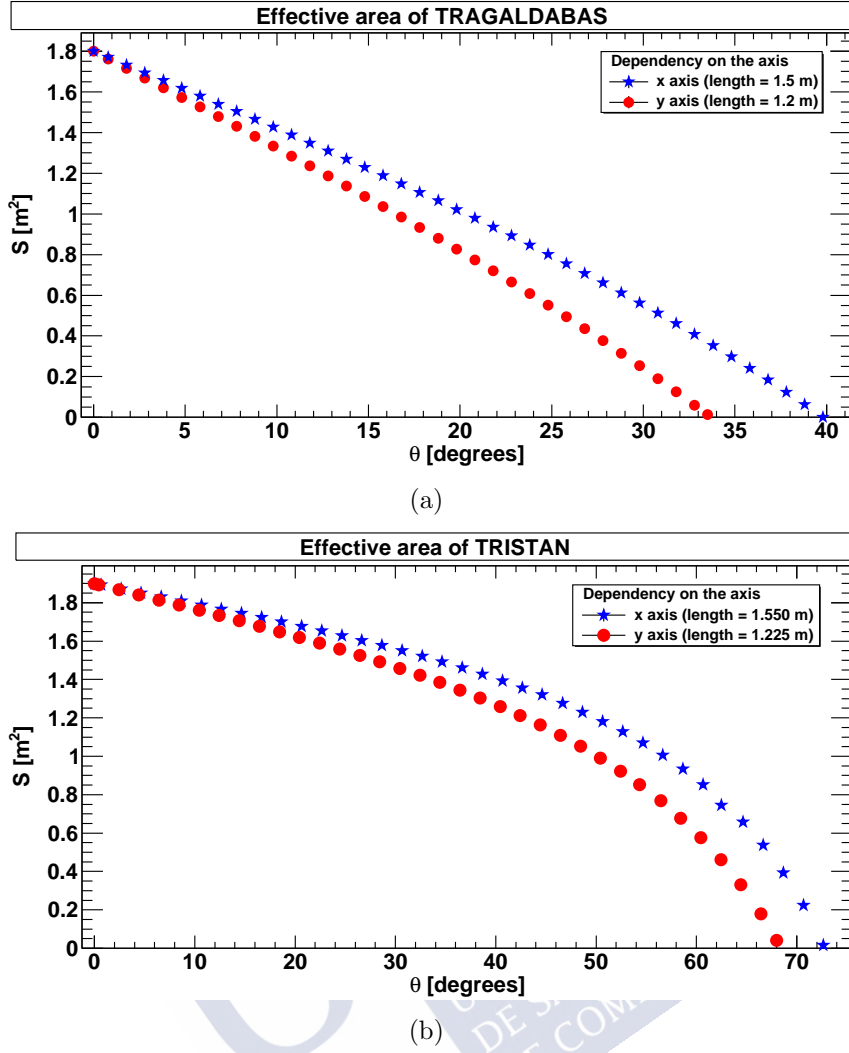 Effective area of TRAGALDABAS
S [m²]
1.8
1.6
1.4
1.2
1
0.8
0.6
0.4
0.2
0
Dependency on the axis
x axis (length = 1.5 m)
y axis (length = 1.2 m)
0 5 10 15 20 25 30 35 40
θ [degrees]
(a)
Effective area of TRISTAN
S [m²]
1.8
1.6
1.4
1.2
1
0.8
0.6
0.4
0.2
0
Dependency on the axis
x axis (length = 1.550 m)
y axis (length = 1.225 m)
0 10 20 30 40 50 60 70
θ [degrees]
(b)